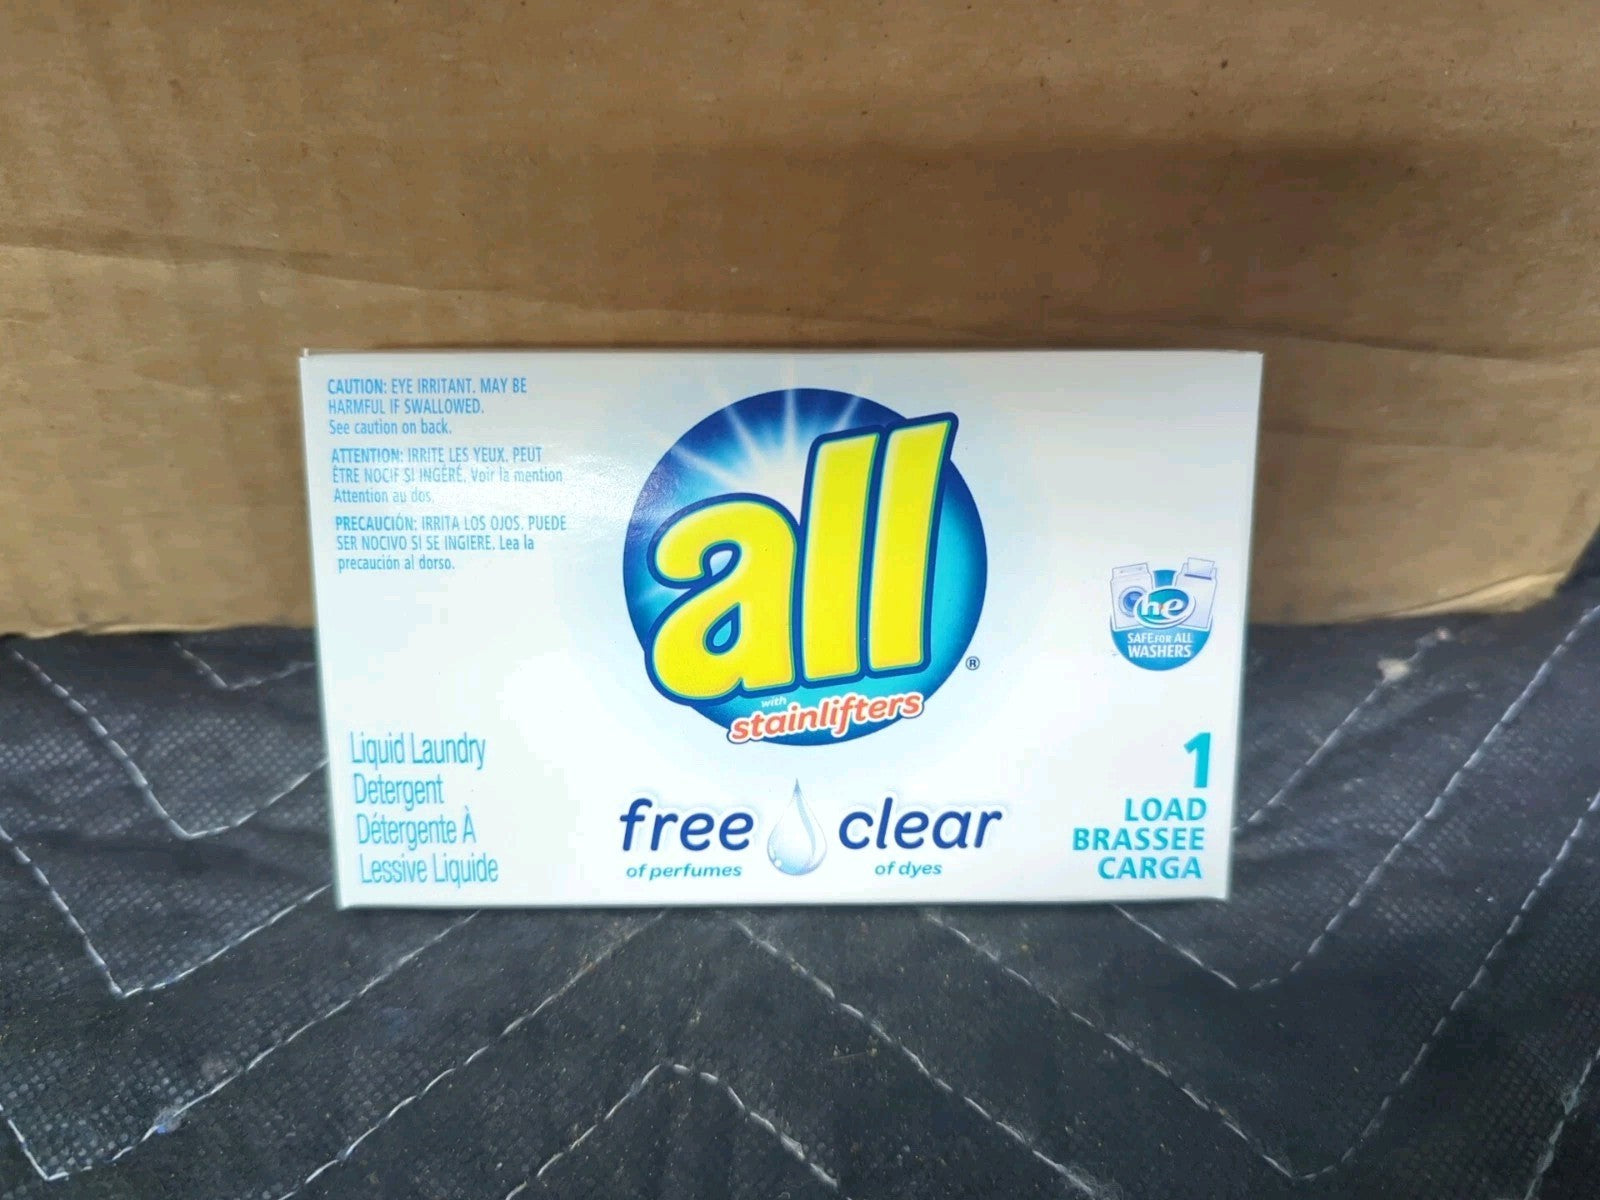 CAUTION: EYE IRRITANT. MAY BE
HARMFUL IF SWALLOWED.
See caution on back.
ATTENTION: IRRITE LES YEUX. PEUT
ÊTRE NOCIF SI INGÉRÉ. Voir la mention
Attention au dos.
PRECAUCIÓN: IRRITA LOS OJOS. PUEDE
SER NOCIVO SI SE INGIERE. Lea la
precaución al dorso.
all®
with
stainlifters
he
SAFE FOR ALL
WASHERS
Liquid Laundry
Detergent
Détergente À
Lessive Liquide
free clear
of perfumes of dyes
1
LOAD
BRASSEE
CARGA